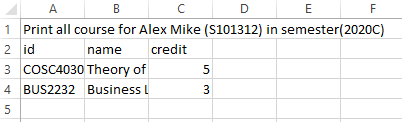 A B C D E F
1 Print all course for Alex Mike (S101312) in semester(2020C)
2 id name credit
3 COSC4030 Theory of 5
4 BUS2232 Business L 3
5